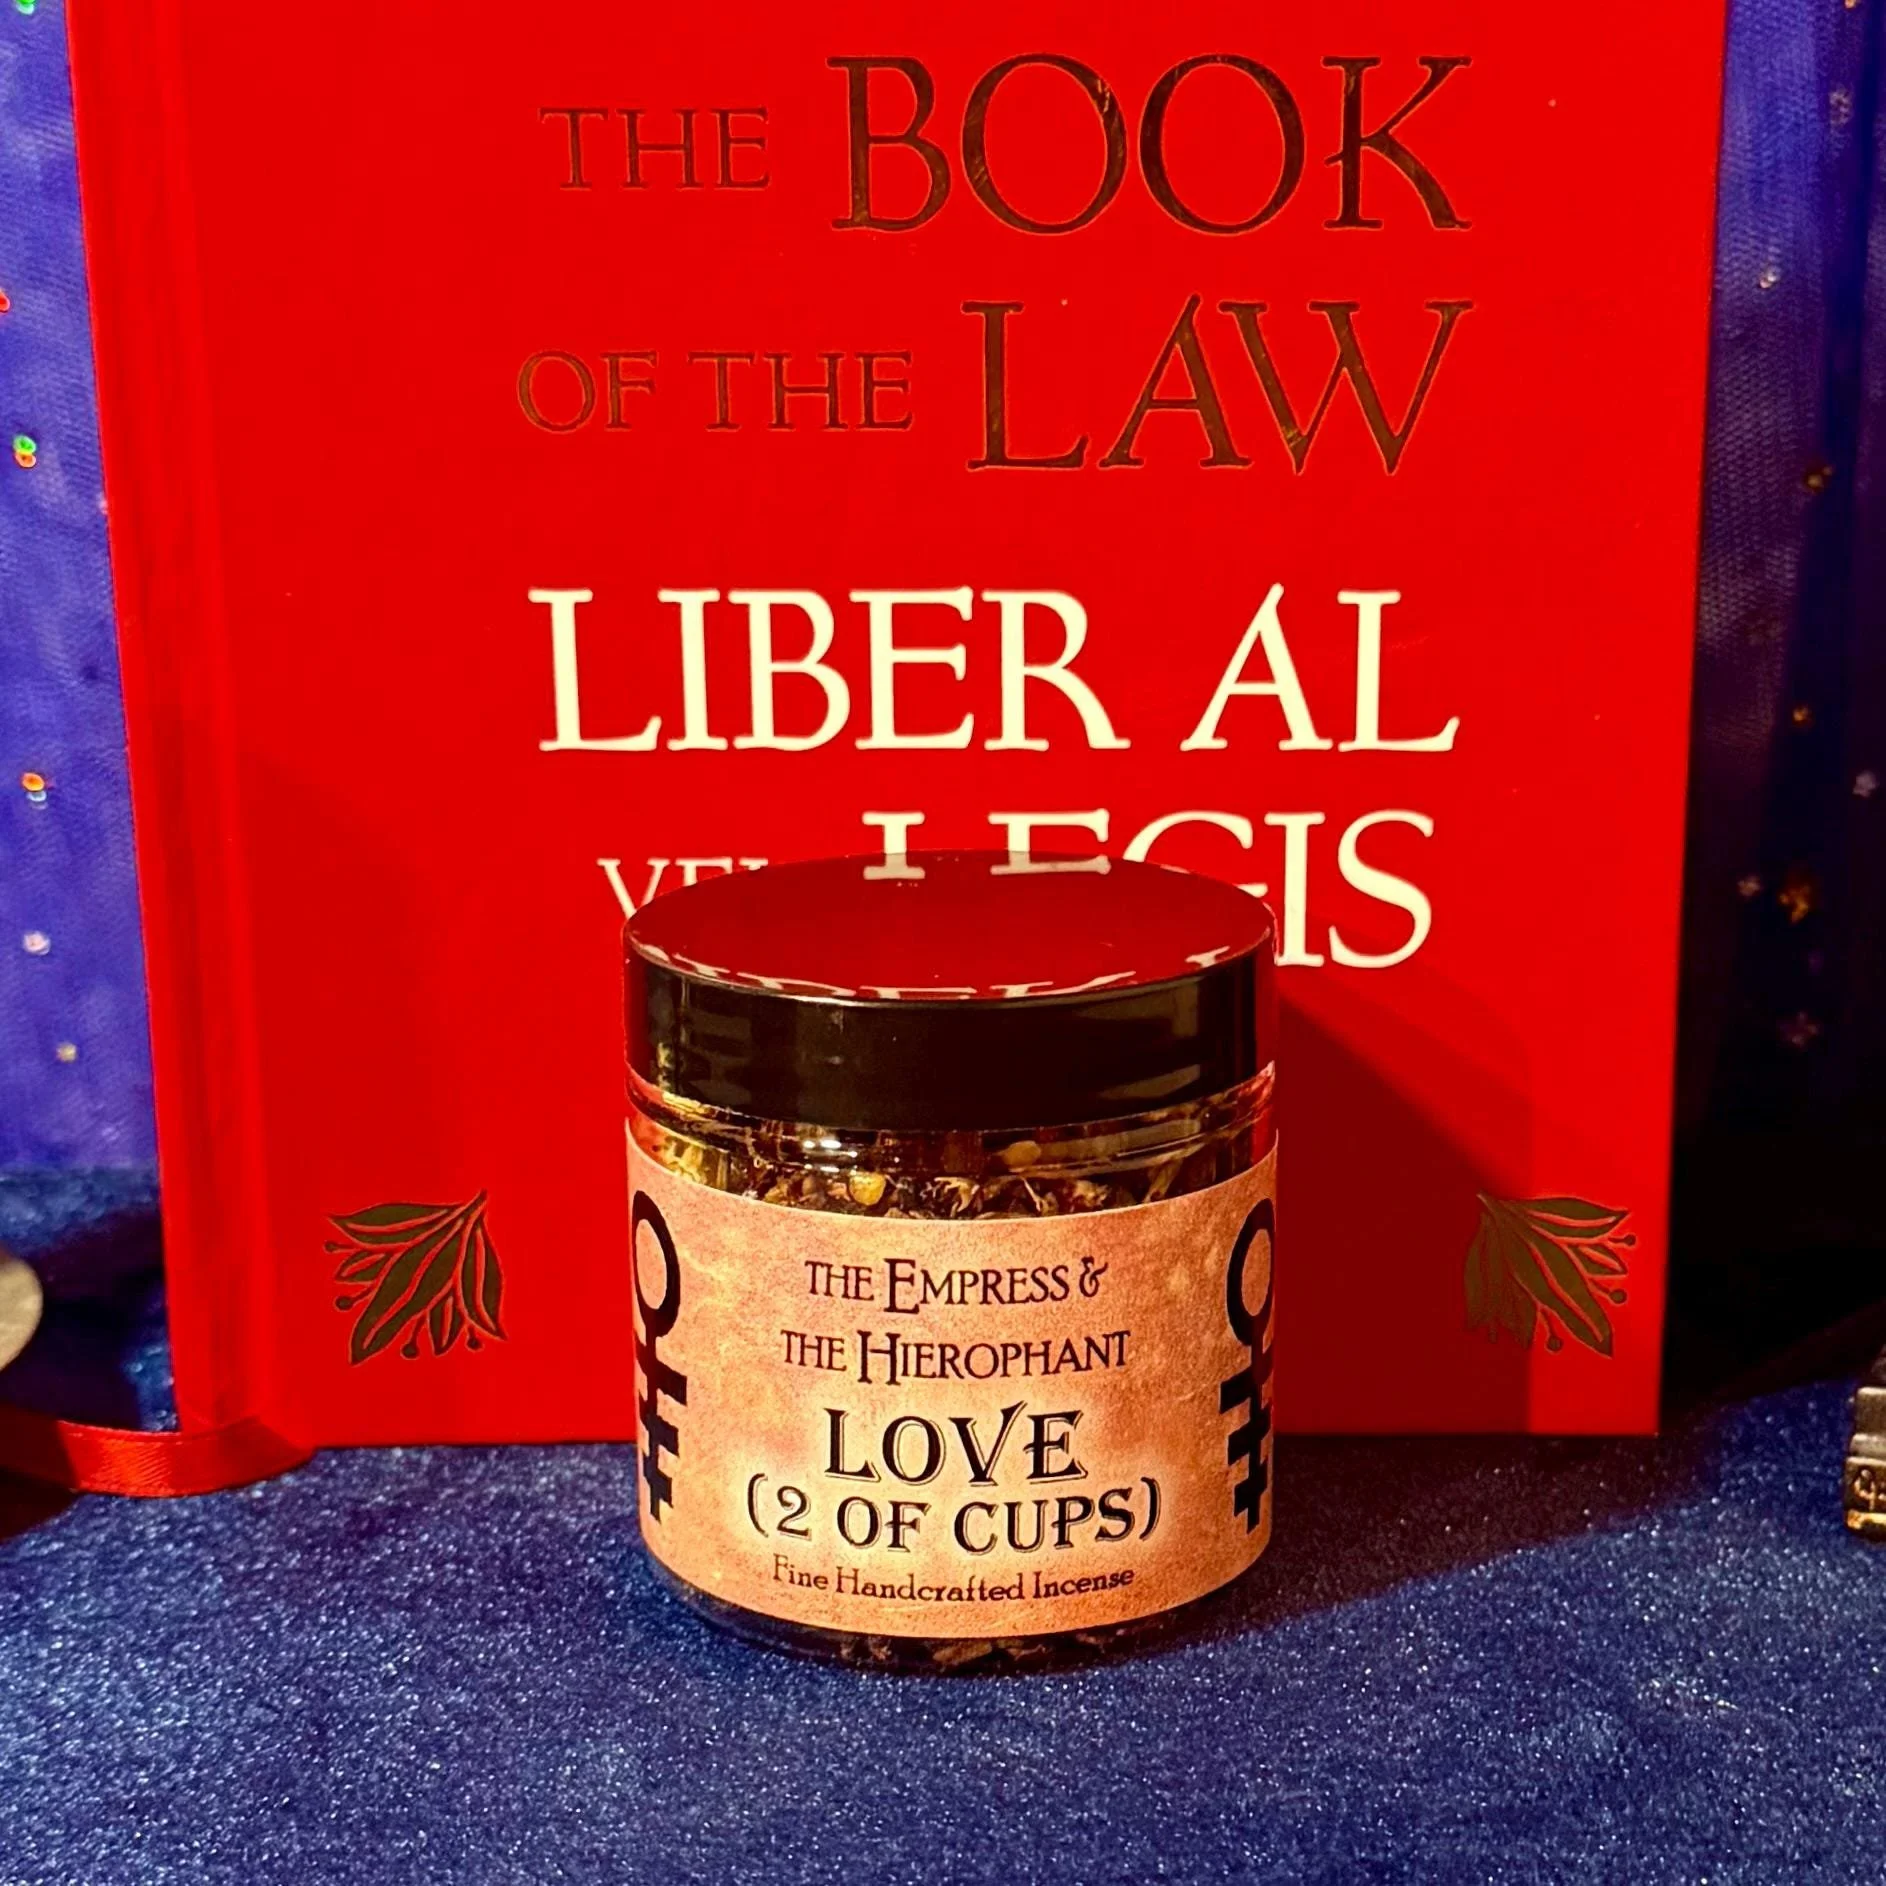 THE BOOK
OF THE LAW
LIBER AL
LEGIS
THE EMPRESS &
THE HIEROPHANT
LOVE
(2 OF CUPS)
Fine Handcrafted Incense